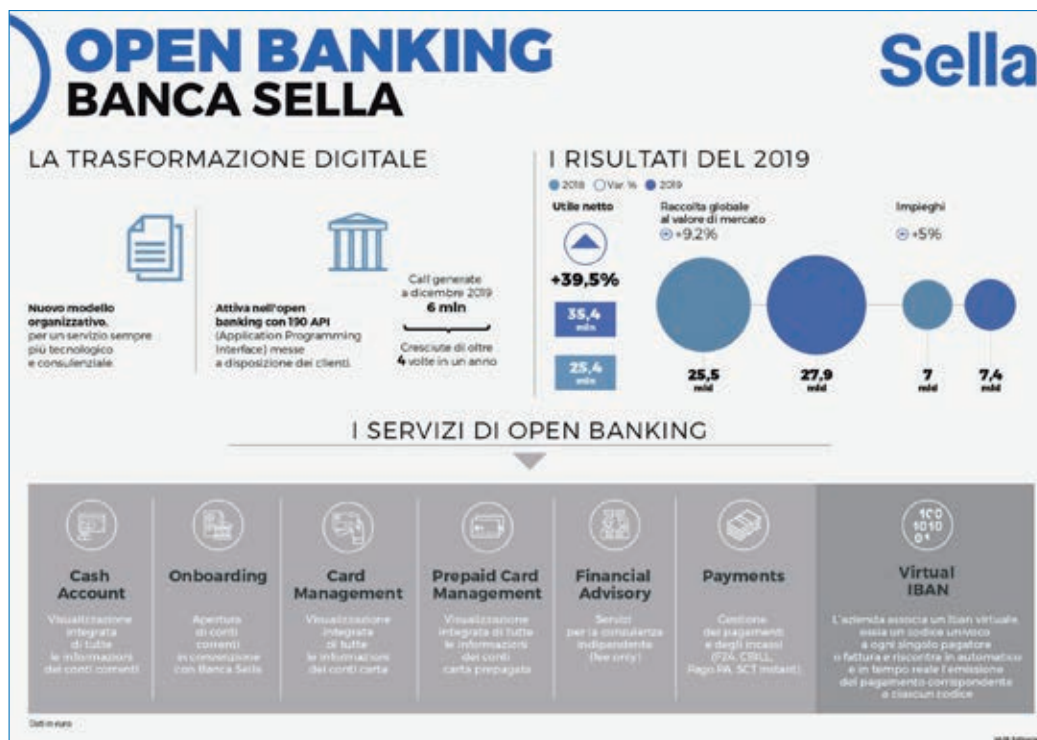 OPEN BANKING
BANCA SELLA
Sella
LA TRASFORMAZIONE DIGITALE
Nuovo modello
organizzativo.
per un servizio sempre
più tecnologico
e consulenziale.
Attiva nell'open
banking con 190 API
(Application Programming
Interface) messe
a disposizione dei clienti.
Call generate
a dicembre 2019
6 mln
Cresciute di oltre
4 volte in un anno
I RISULTATI DEL 2019
2018 Var. % 2019
Utile netto
+39,5%
35,4
mln
25,4
mln
Raccolta globale
al valore di mercato
+9,2%
25,5
mld
27,9
mld
Impieghi
+5%
7
mld
7,4
mld
I SERVIZI DI OPEN BANKING
Cash
Account
Visualizzazione
integrata
di tutte
le informazioni
dei conti correnti
Onboarding
Apertura
di conti
correnti
in convenzione
con Banca Sella
Card
Management
Visualizzazione
integrata
di tutte
le informazioni
dei conti carta
Prepaid Card
Management
Visualizzazione
integrata di tutte
le informazioni
dei conti
carta prepagata
Financial
Advisory
Servizi
per la consulenza
indipendente
(fee only)
Payments
Gestione
dei pagamenti
e degli incassi
(F24, CBILL,
Pago PA, SCT Instant)
100
1010
01
Virtual
IBAN
L'azienda associa un Iban virtuale,
ossia un codice univoco
a ogni singolo pagatore
o fattura e riscontra in automatico
e in tempo reale l'emissione
del pagamento corrispondente
a ciascun codice
Dati in euro